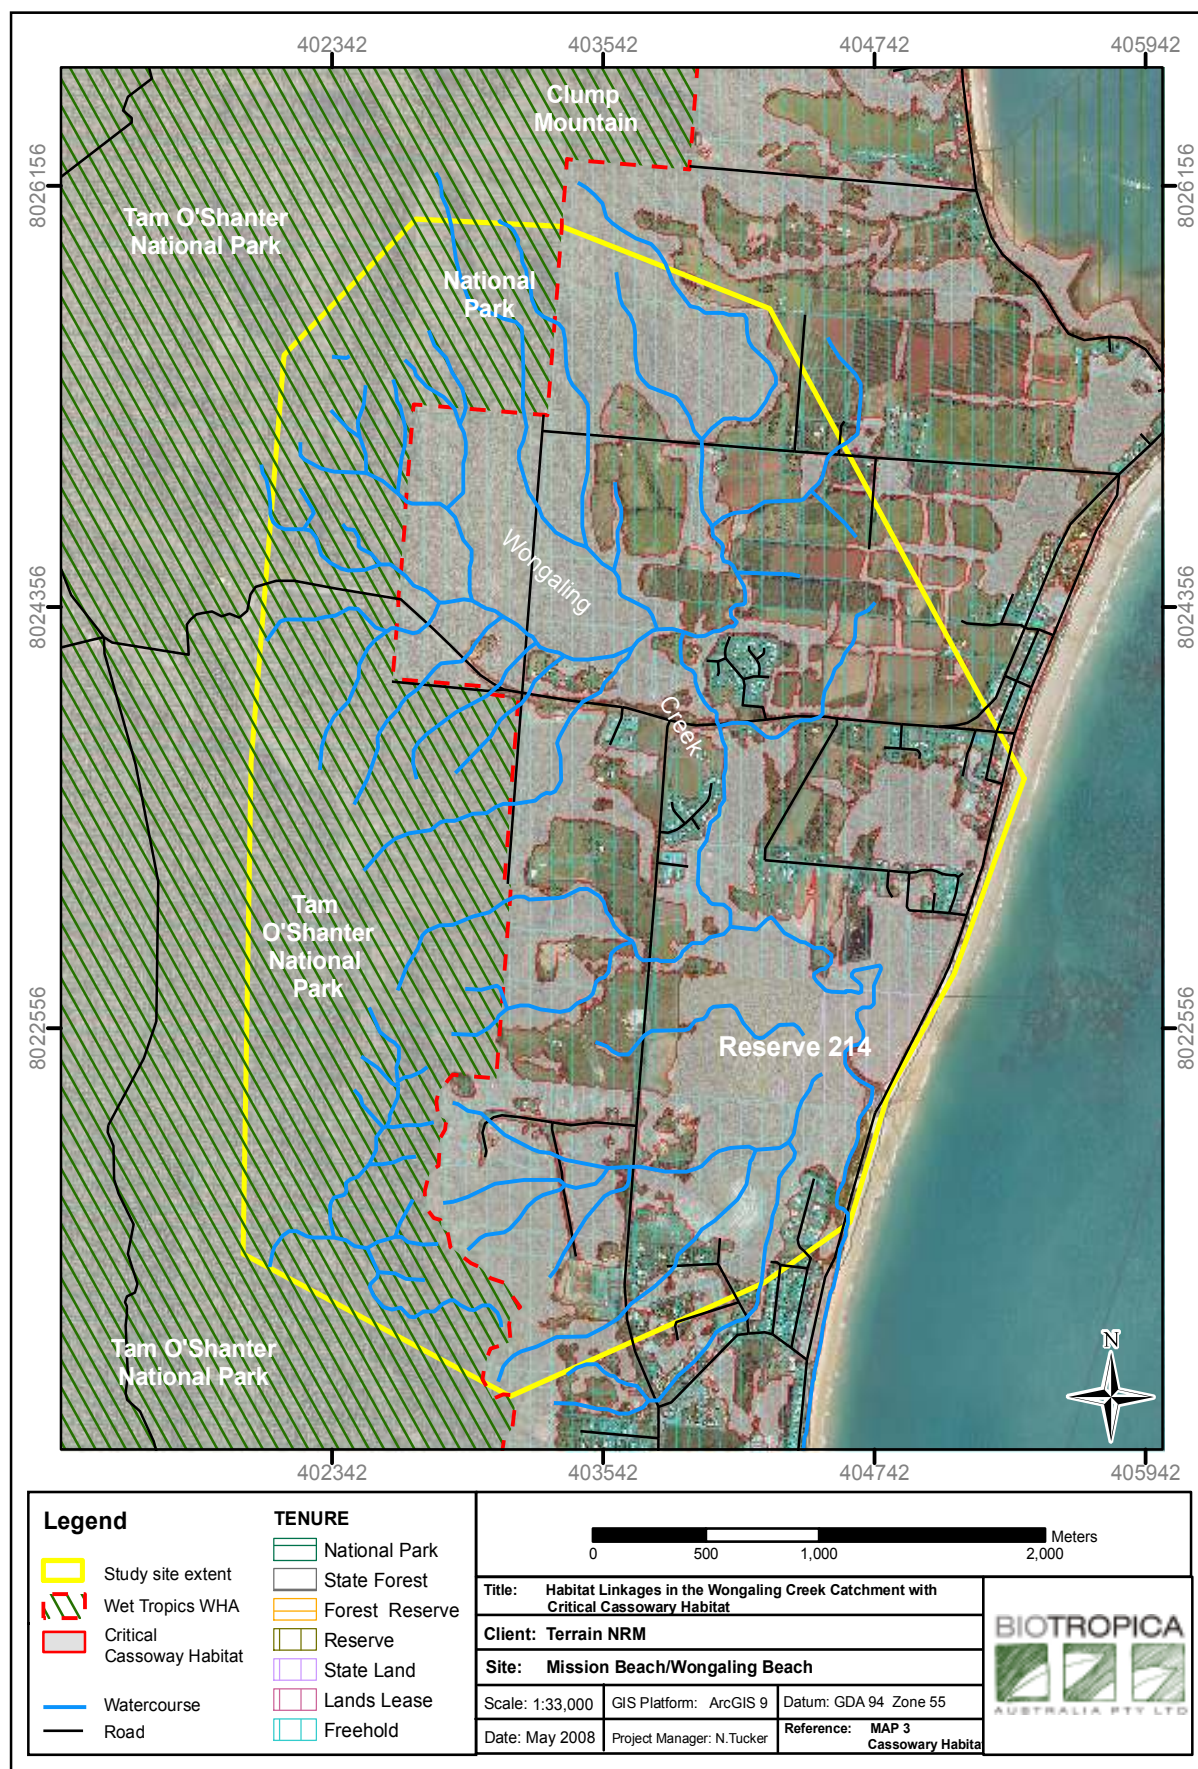 402342
403542
404742
405942
8026156
8026156
8024356
8024356
8022556
8022556
Clump
Mountain
Tam O'Shanter
National Park
National
Park
Wongaling
Creek
Tam
O'Shanter
National
Park
Reserve 214
Tam O'Shanter
National Park
N
402342
403542
404742
405942
Legend
Study site extent
Wet Tropics WHA
Critical
Cassoway Habitat
Watercourse
Road
TENURE
National Park
State Forest
Forest Reserve
Reserve
State Land
Lands Lease
Freehold
Meters
0
500
1,000
2,000
Title: Habitat Linkages in the Wongaling Creek Catchment with
Critical Cassowary Habitat
Client: Terrain NRM
Site: Mission Beach/Wongaling Beach
Scale: 1:33,000
GIS Platform: ArcGIS 9
Datum: GDA 94 Zone 55
Date: May 2008
Project Manager: N.Tucker
Reference: MAP 3
Cassowary Habita
BIOTROPICA
AUSTRALIA PTY LTD